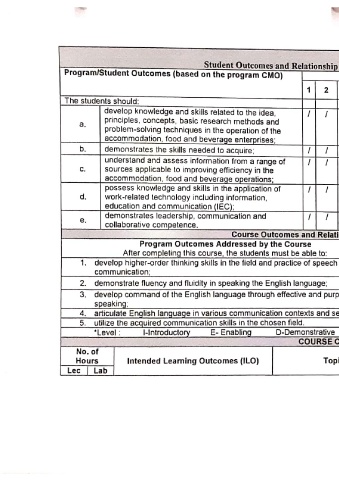 Student Outcomes and Relationship
Program/Student Outcomes (based on the program CMO)
1 2
The students should:
a. develop knowledge and skills related to the idea,
principles, concepts, basic research methods and
problem-solving techniques in the operation of the
accommodation, food and beverage enterprises; / /
b. demonstrates the skills needed to acquire; / /
c. understand and assess information from a range of
sources applicable to improving efficiency in the
accommodation, food and beverage operations; / /
d. possess knowledge and skills in the application of
work-related technology including information,
education and communication (IEC); / /
e. demonstrates leadership, communication and
collaborative competence. / /
Course Outcomes and Relati
Program Outcomes Addressed by the Course
After completing this course, the students must be able to:
1. develop higher-order thinking skills in the field and practice of speech
communication;
2. demonstrate fluency and fluidity in speaking the English language;
3. develop command of the English language through effective and purp
speaking;
4. articulate English language in various communication contexts and se
5. utilize the acquired communication skills in the chosen field.
*Level : I-Introductory E- Enabling D-Demonstrative
COURSE C
No. of
Hours Intended Learning Outcomes (ILO) Topi
Lec Lab